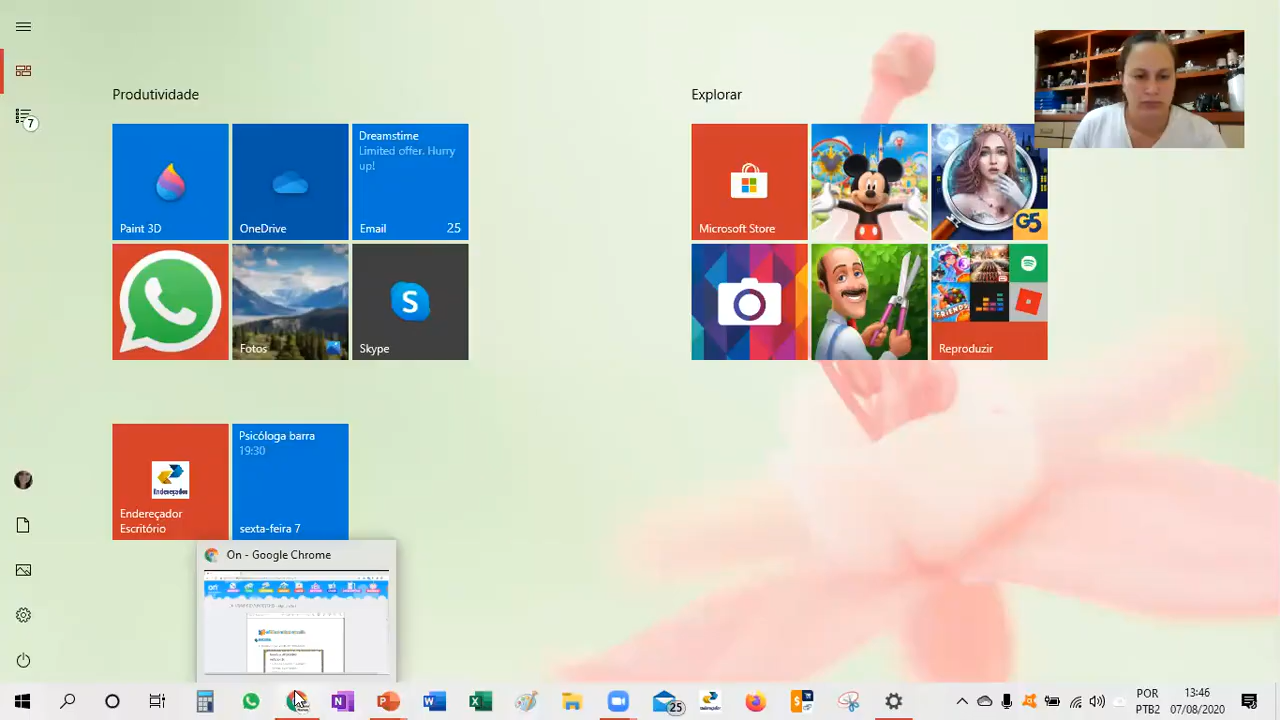 7
Produtividade
Explorar
Paint 3D
OneDrive
Dreamstime
Limited offer. Hurry
up!
Email
25
Microsoft Store
G5
Fotos
S
Skype
Reproduzir
Endereçador
Endereçador
Escritório
Psicóloga barra
19:30
sexta-feira 7
On - Google Chrome
25
POR
PTB2
13:46
07/08/2020